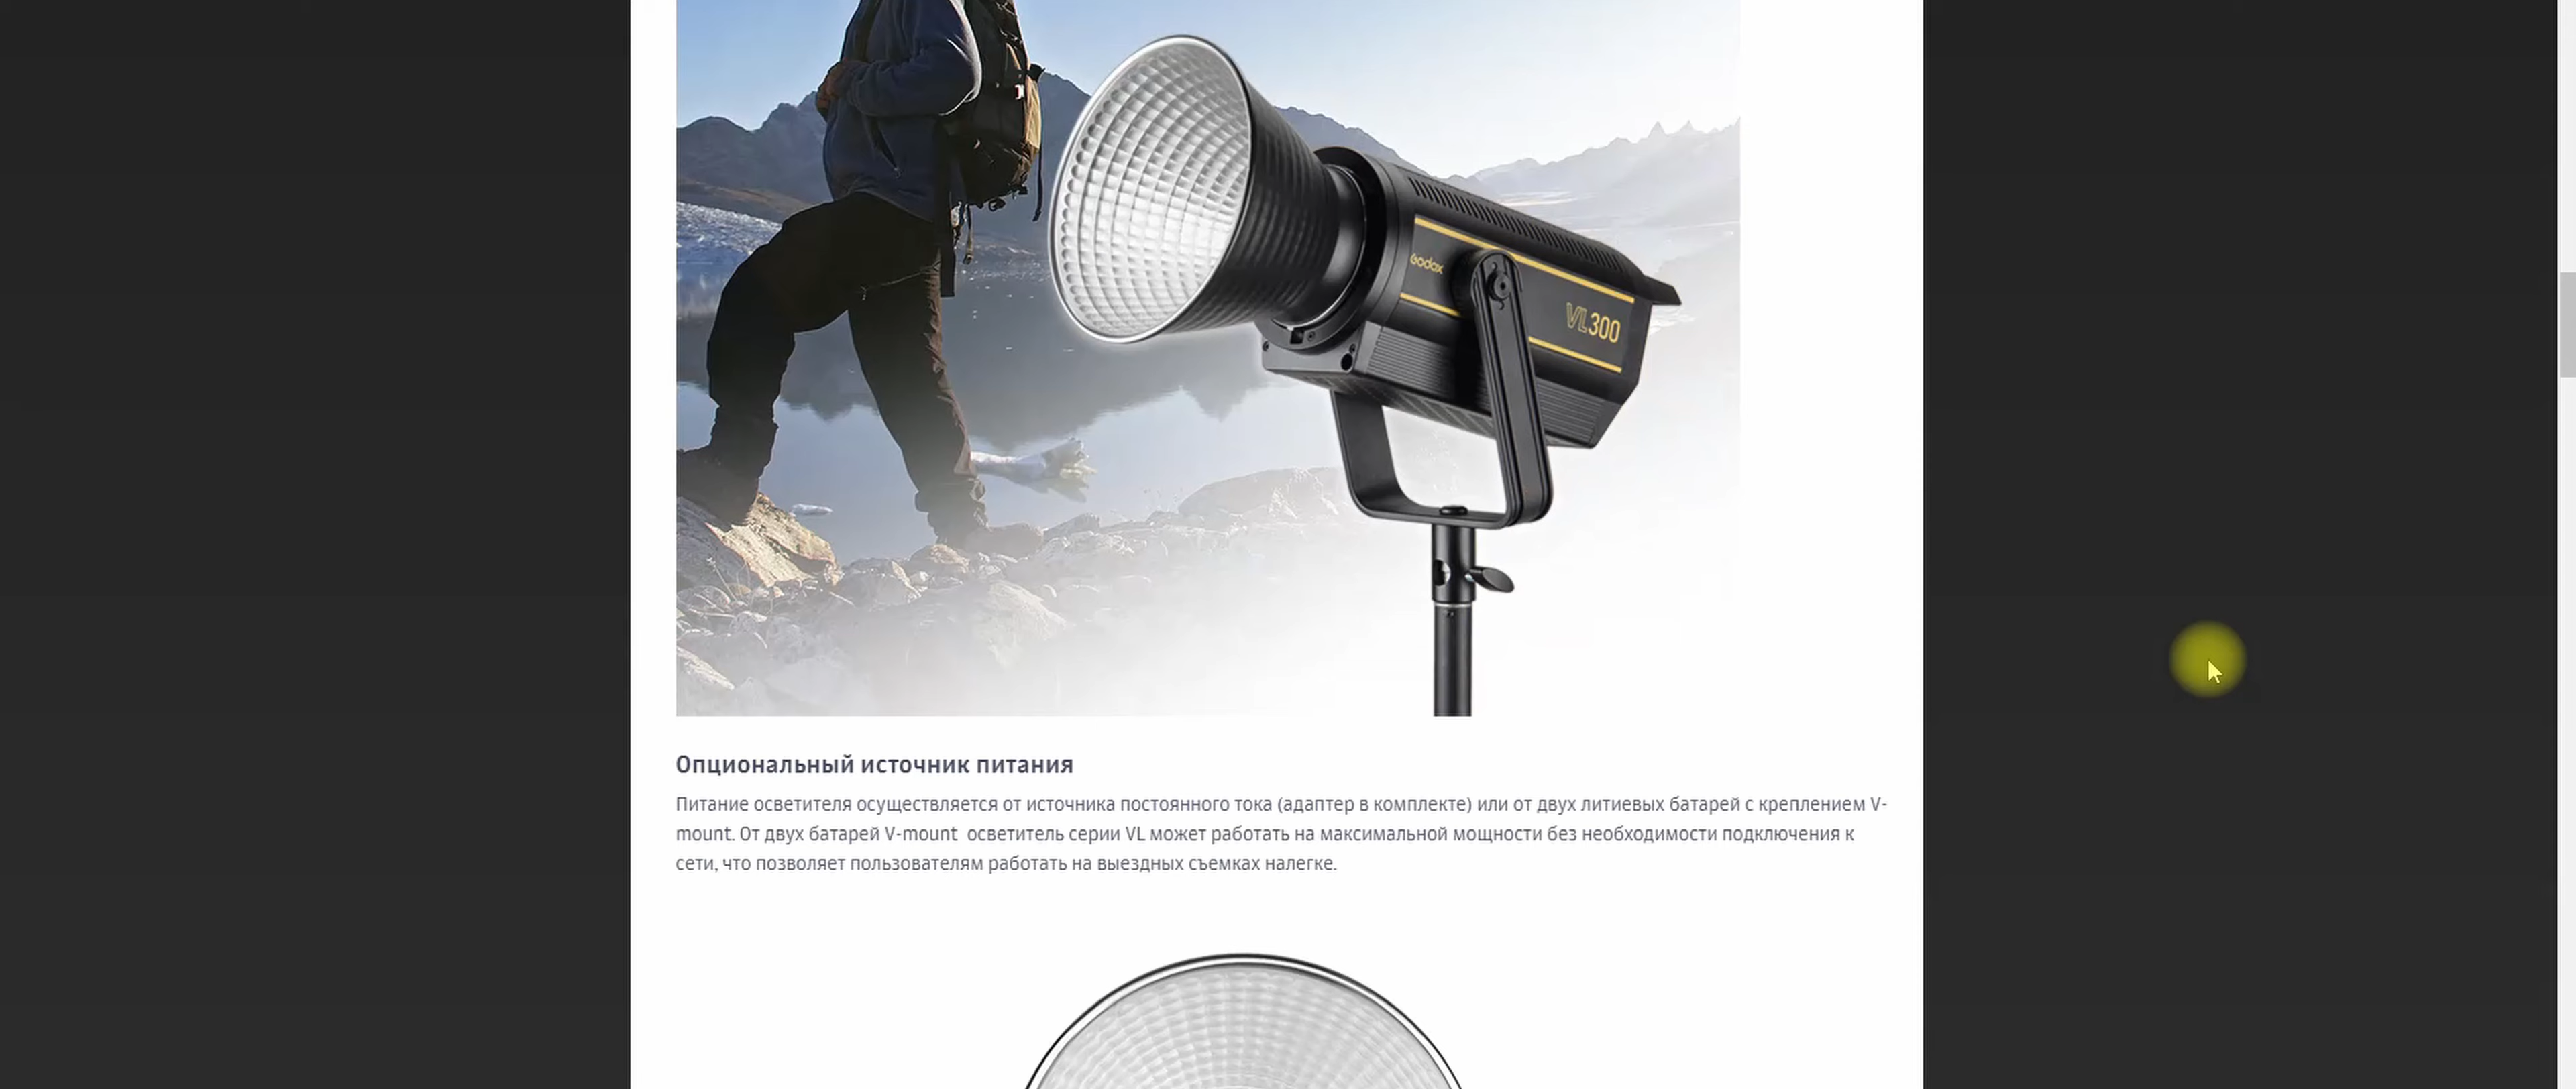 Godox
VL300
Опциональный источник питания
Питание осветителя осуществляется от источника постоянного тока (адаптер в комплекте) или от двух литиевых батарей с креплением V-
mount. От двух батарей V-mount осветитель серии VL может работать на максимальной мощности без необходимости подключения к
сети, что позволяет пользователям работать на выездных съемках налегке.